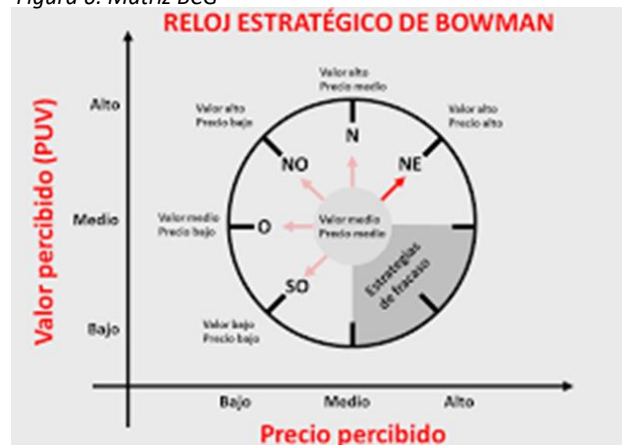 Figura 6. Matriz BCG
RELOJ ESTRATÉGICO DE BOWMAN
Valor percibido (PUV)
Alto
Medio
Bajo
Valor alto
Precio medio
Valor alto
Precio bajo
Valor alto
Precio alto
N
NO
NE
Valor medio
Precio bajo
O
Valor medio
Precio medio
SO
Estrategias
de fracaso
Valor bajo
Precio bajo
Bajo
Medio
Alto
Precio percibido